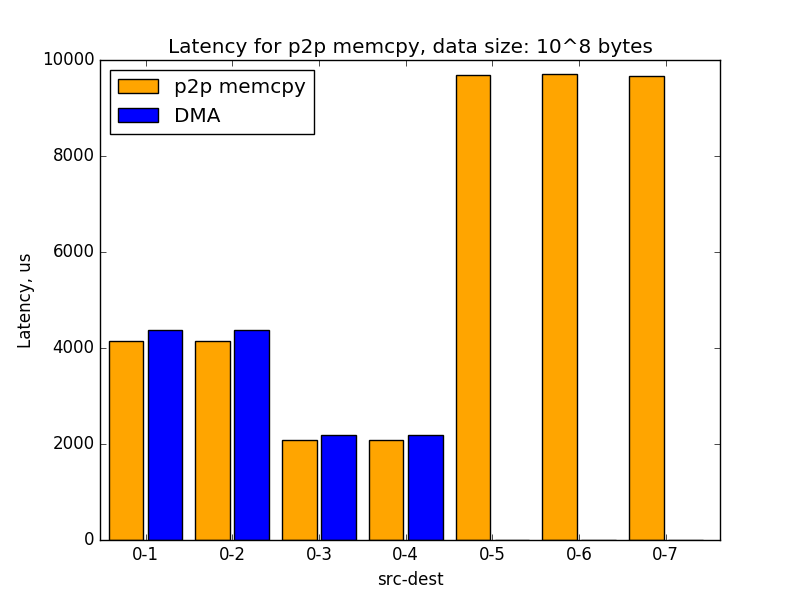 Latency for p2p memcpy, data size: 10^8 bytes
10000
8000
6000
4000
2000
0
Latency, us
p2p memcpy
DMA
0-1 0-2 0-3 0-4 0-5 0-6 0-7
src-dest